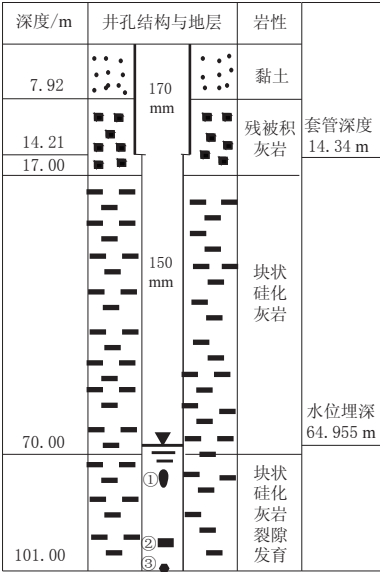 深度/m
井孔结构与地层
岩性
7.92
170
mm
黏土
14.21
17.00
残被积
灰岩
套管深度
14.34 m
150
mm
块状
硅化
灰岩
水位埋深
64.955 m
70.00
①
②
③
块状
硅化
灰岩
裂隙
发育
101.00